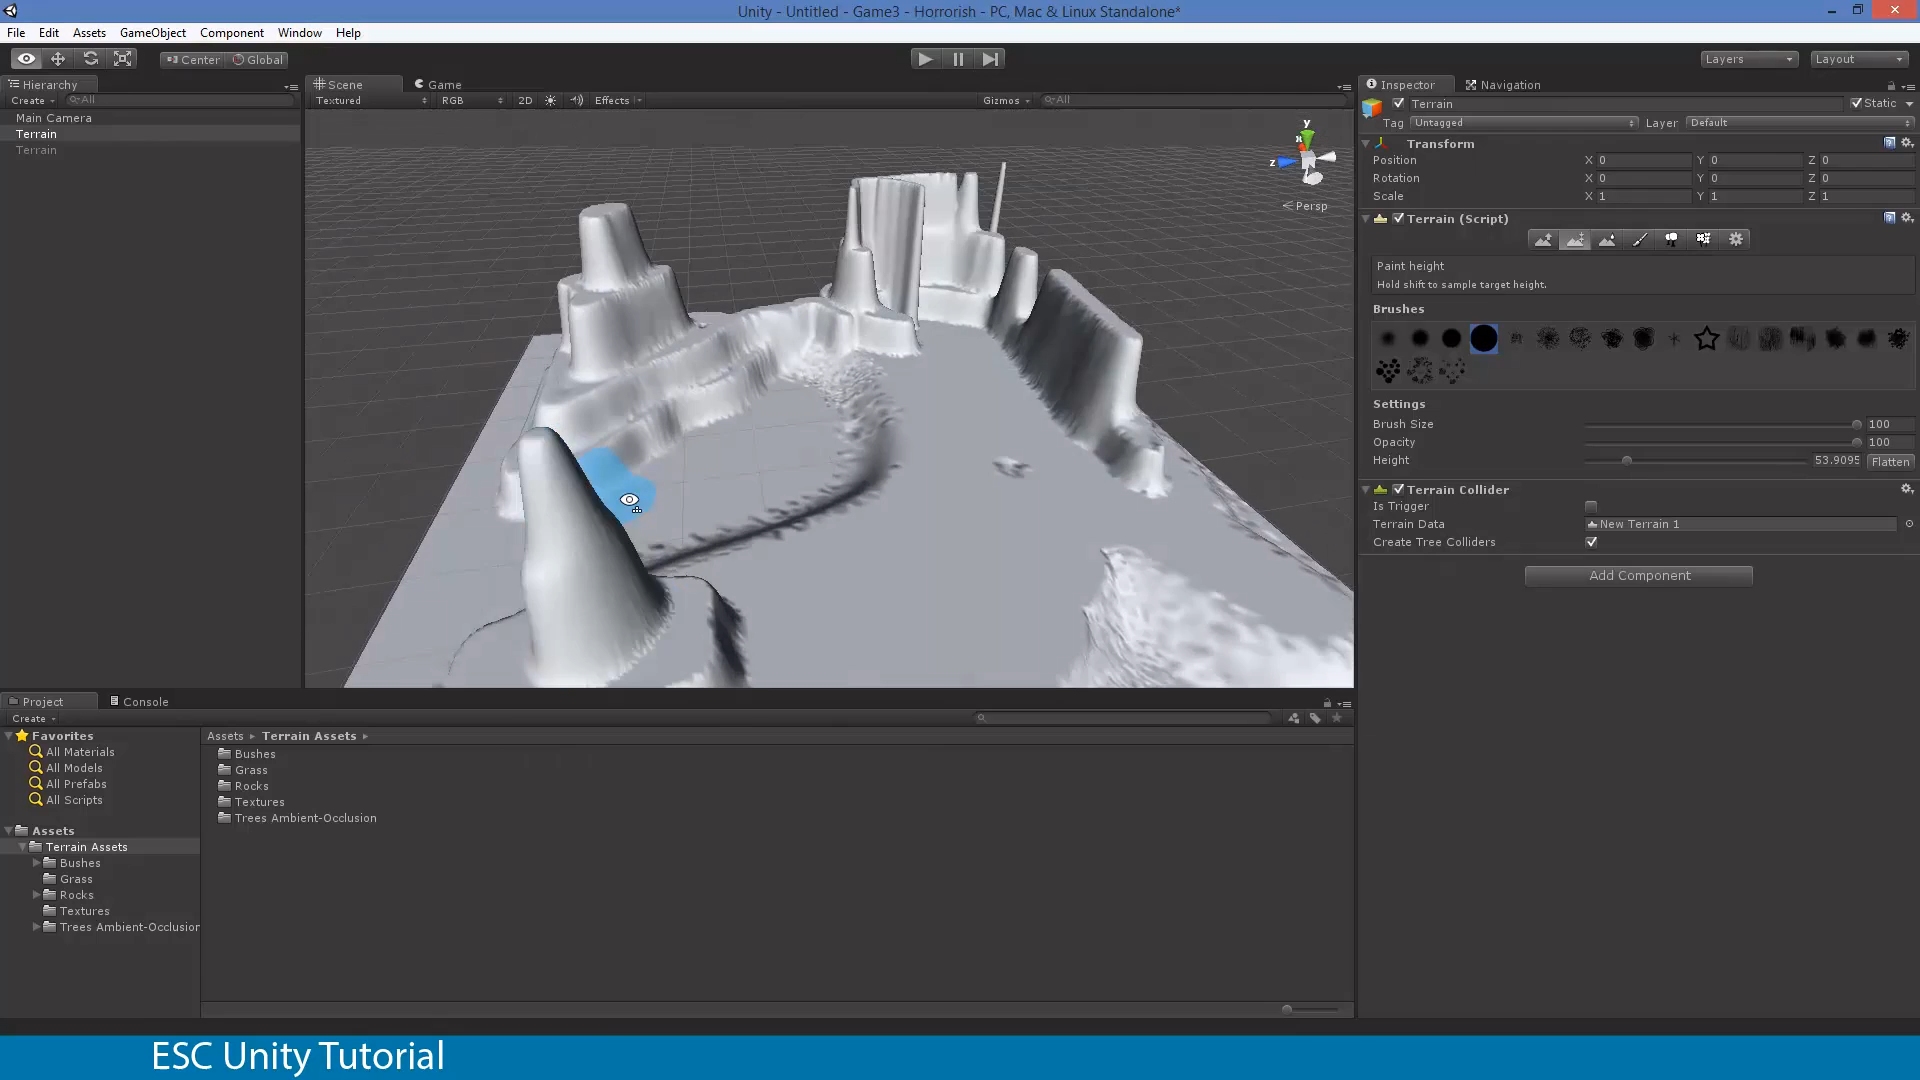 Unity - Untitled - Game3 - Horrorish - PC, Mac & Linux Standalone*
File Edit Assets GameObject Component Window Help
Center Global Layers Layout
Hierarchy
Create All
Main Camera
Terrain
Terrain
Scene Game
Textured RGB 2D Effects Gizmos All
y
x
z
Persp
Inspector Navigation
Terrain Static
Tag Untagged Layer Default
Transform
Position X 0 Y 0 Z 0
Rotation X 0 Y 0 Z 0
Scale X 1 Y 1 Z 1
Terrain (Script)
Paint height
Hold shift to sample target height.
Brushes
Settings
Brush Size 100
Opacity 100
Height 53.9095 Flatten
Terrain Collider
Is Trigger
Terrain Data New Terrain 1
Create Tree Colliders
Add Component
Project Console
Create
Favorites
All Materials
All Models
All Prefabs
All Scripts
Assets
Terrain Assets
Bushes
Grass
Rocks
Textures
Trees Ambient-Occlusion
Assets Terrain Assets
Bushes
Grass
Rocks
Textures
Trees Ambient-Occlusion
ESC Unity Tutorial